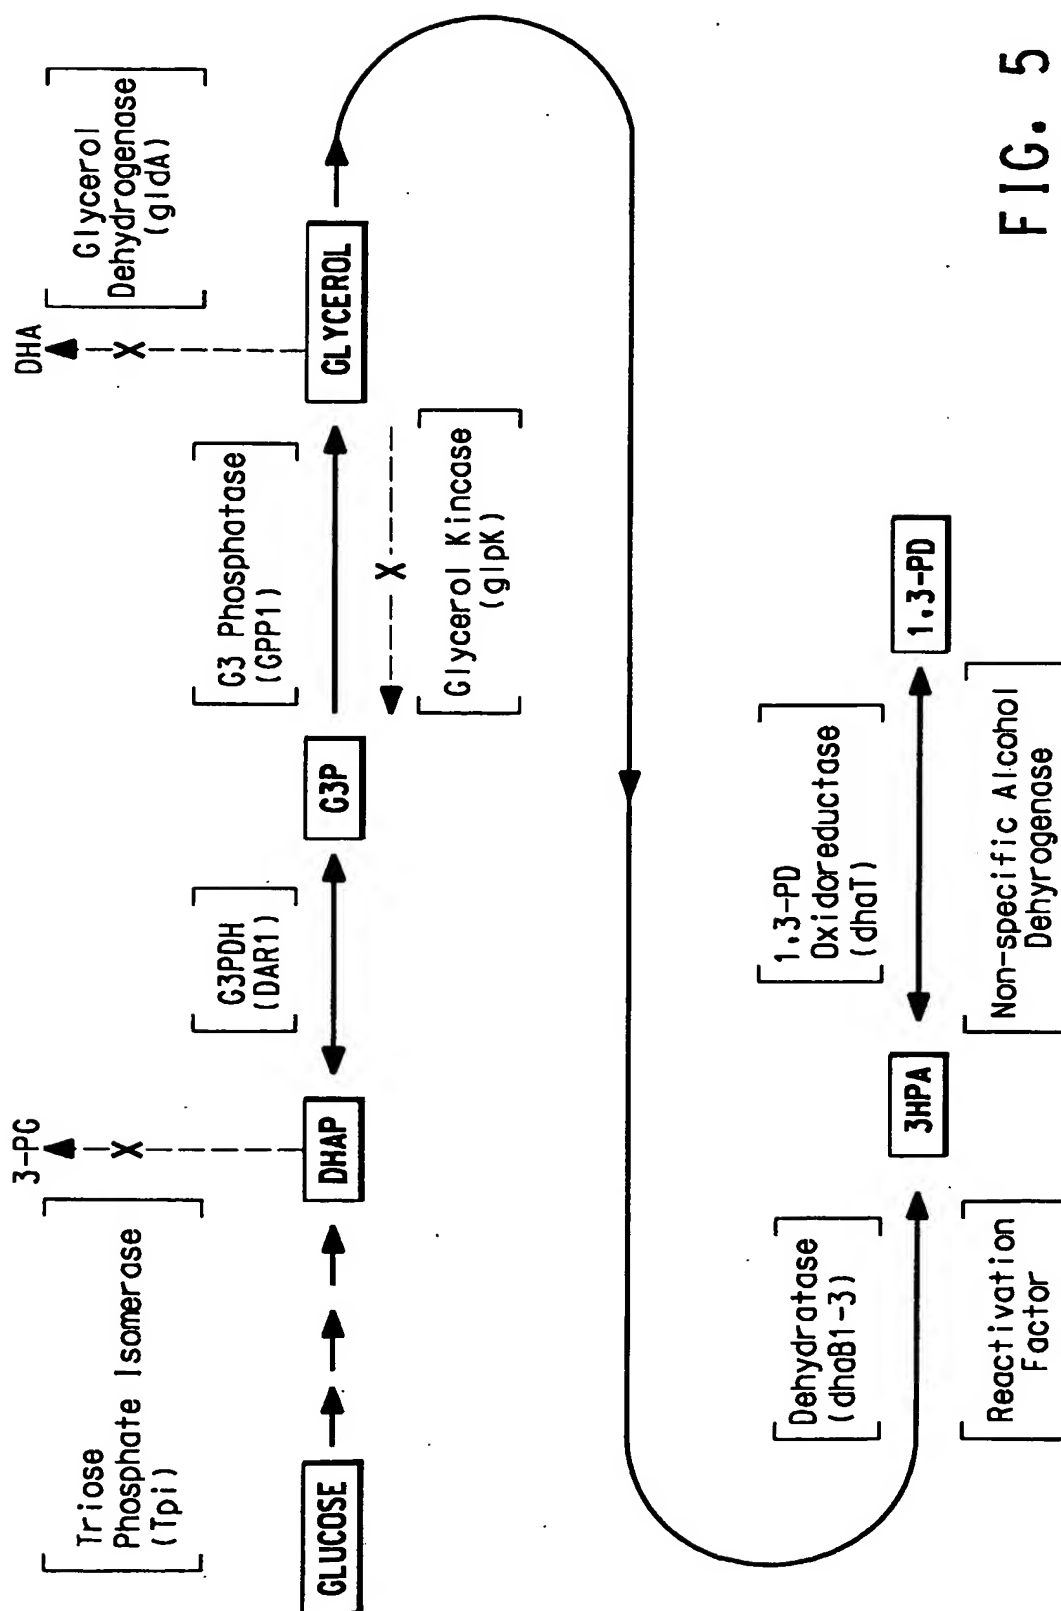 3-PG
DHA
Triose
Phosphate Isomerase
(Tpi)
G3PDH
(DAR1)
G3 Phosphatase
(GPP1)
Glycerol
Dehydrogenase
(gldA)
GLUCOSE
DHAP
G3P
GLYCEROL
Glycerol Kincase
(glpK)
Dehydratase
(dhaB1-3)
1,3-PD
Oxidoreductase
(dhaT)
3HPA
1,3-PD
Reactivation
Factor
Non-specific Alcohol
Dehyrogenase
FIG. 5